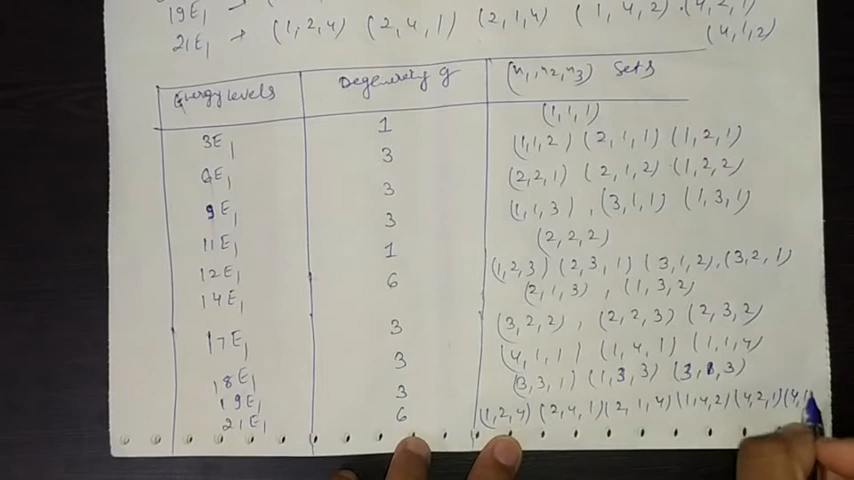 19E₁ →
21E₁ → (1,2,4) (2,4,1) (2,1,4) (1,4,2) (4,2,1)
(4,1,2)
Energy levels Degeneracy g (n₁,n₂,n₃) sets
(1,1,1)
3E₁ 1 (1,1,2) (2,1,1) (1,2,1)
6E₁ 3 (2,2,1) (2,1,2) (1,2,2)
9E₁ 3 (1,1,3), (3,1,1) (1,3,1)
11E₁ 3 (2,2,2)
12E₁ 1 (1,2,3) (2,3,1) (3,1,2), (3,2,1)
14E₁ 6 (2,1,3), (1,3,2)
17E₁ 3 (3,2,2), (2,2,3) (2,3,2)
18E₁ 3 (4,1,1) (1,4,1) (1,1,4)
19E₁ 3 (3,3,1) (1,3,3) (3,1,3)
21E₁ 6 (1,2,4) (2,4,1) (2,1,4) (1,4,2) (4,2,1) (4,1